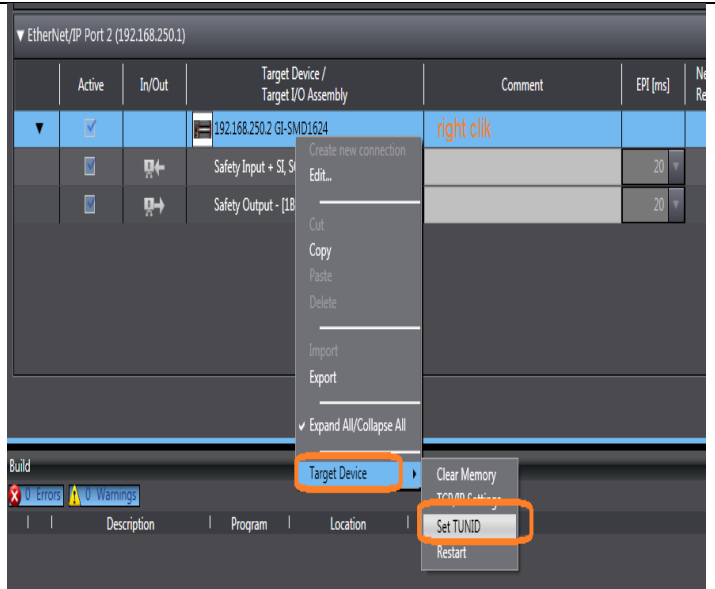 ▼ EtherNet/IP Port 2 (192.168.250.1)
Active In/Out Target Device / Target I/O Assembly Comment EPI [ms] Ne Re
▼ 192.168.250.2 GI-SMD1624 right clik
Safety Input + SI, S 20
Safety Output - [1B 20
Create new connection
Edit...
Cut
Copy
Paste
Delete
Import
Export
✓ Expand All/Collapse All
Target Device
Clear Memory
TCP/IP Settings
Set TUNID
Restart
Build
0 Errors 0 Warnings
Description Program Location